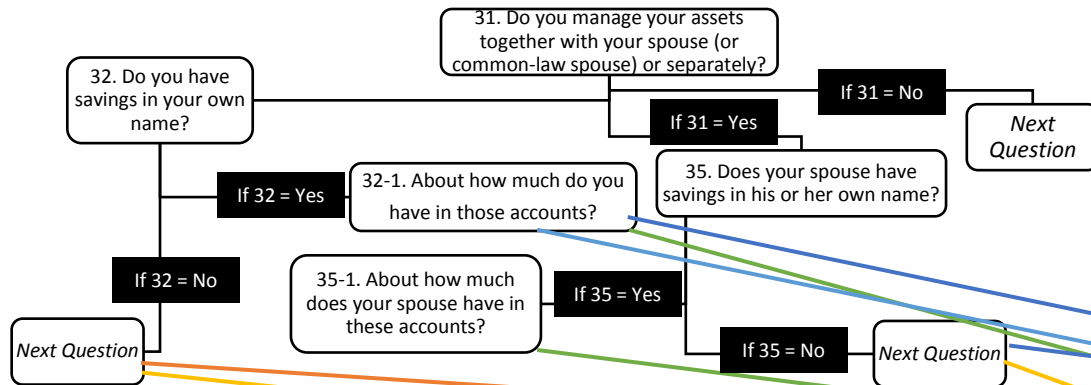 31. Do you manage your assets
together with your spouse (or
common-law spouse) or separately?
32. Do you have
savings in your own
name?
If 31 = No
If 31 = Yes
Next
Question
If 32 = Yes
32-1. About how much do you
have in those accounts?
35. Does your spouse have
savings in his or her own name?
If 32 = No
35-1. About how much
does your spouse have in
these accounts?
If 35 = Yes
Next Question
If 35 = No
Next Question